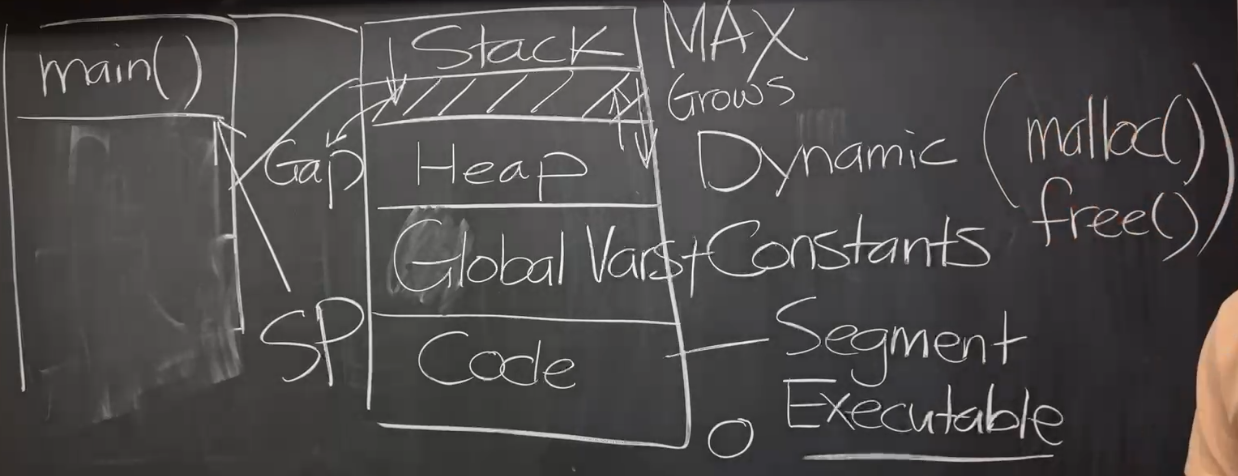 main()
SP
Gap
Stack
Heap
Global Vars + Constants
Code
MAX
Grows
Dynamic (malloc()
free())
Segment
Executable
0